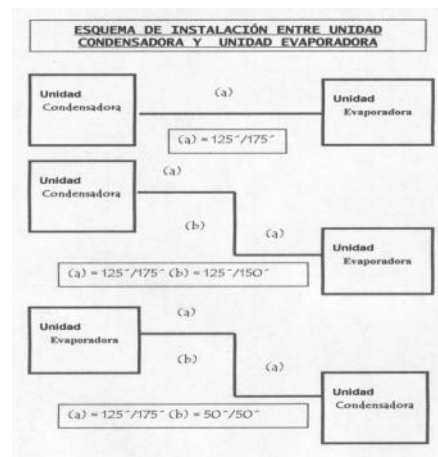 ESQUEMA DE INSTALACIÓN ENTRE UNIDAD
CONDENSADORA Y UNIDAD EVAPORADORA
Unidad
Condensadora
(a)
Unidad
Evaporadora
(a) = 125"/175"
Unidad
Condensadora
(a)
(b)
(a)
Unidad
Evaporadora
(a) = 125"/175" (b) = 125"/150"
Unidad
Evaporadora
(a)
(b)
(a)
Unidad
Condensadora
(a) = 125"/175" (b) = 50"/50"